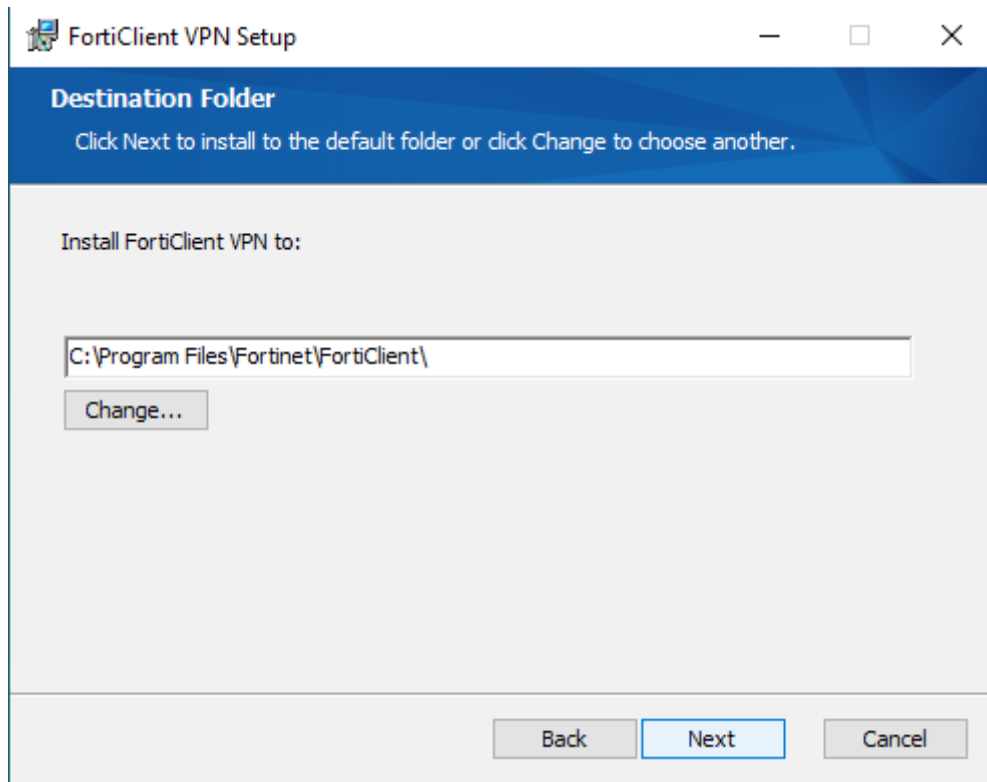 FortiClient VPN Setup
Destination Folder
Click Next to install to the default folder or click Change to choose another.
Install FortiClient VPN to:
C:\Program Files\Fortinet\FortiClient\
Change...
Back Next Cancel